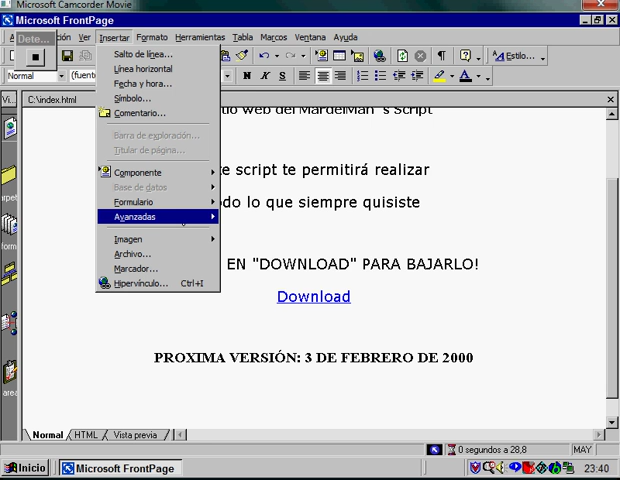 Microsoft Camcorder Movie
Microsoft FrontPage
Dete...
Ver Insertar Formato Herramientas Tabla Marcos Ventana Ayuda
Estilo...
Normal (fuente N K S
Salto de línea...
Línea horizontal
Fecha y hora...
Símbolo...
Comentario...
Barra de exploración...
Titular de página...
Componente
Base de datos
Formulario
Avanzadas
Imagen
Archivo...
Marcador...
Hipervínculo... Ctrl+I
Vi...
C:\index.html
tio web del MardelMan´s Script
te script te permitirá realizar
do lo que siempre quisiste
EN "DOWNLOAD" PARA BAJARLO!
Download
PROXIMA VERSIÓN: 3 DE FEBRERO DE 2000
Normal HTML Vista previa
0 segundos a 28,8 MAY
Inicio Microsoft FrontPage 23:40